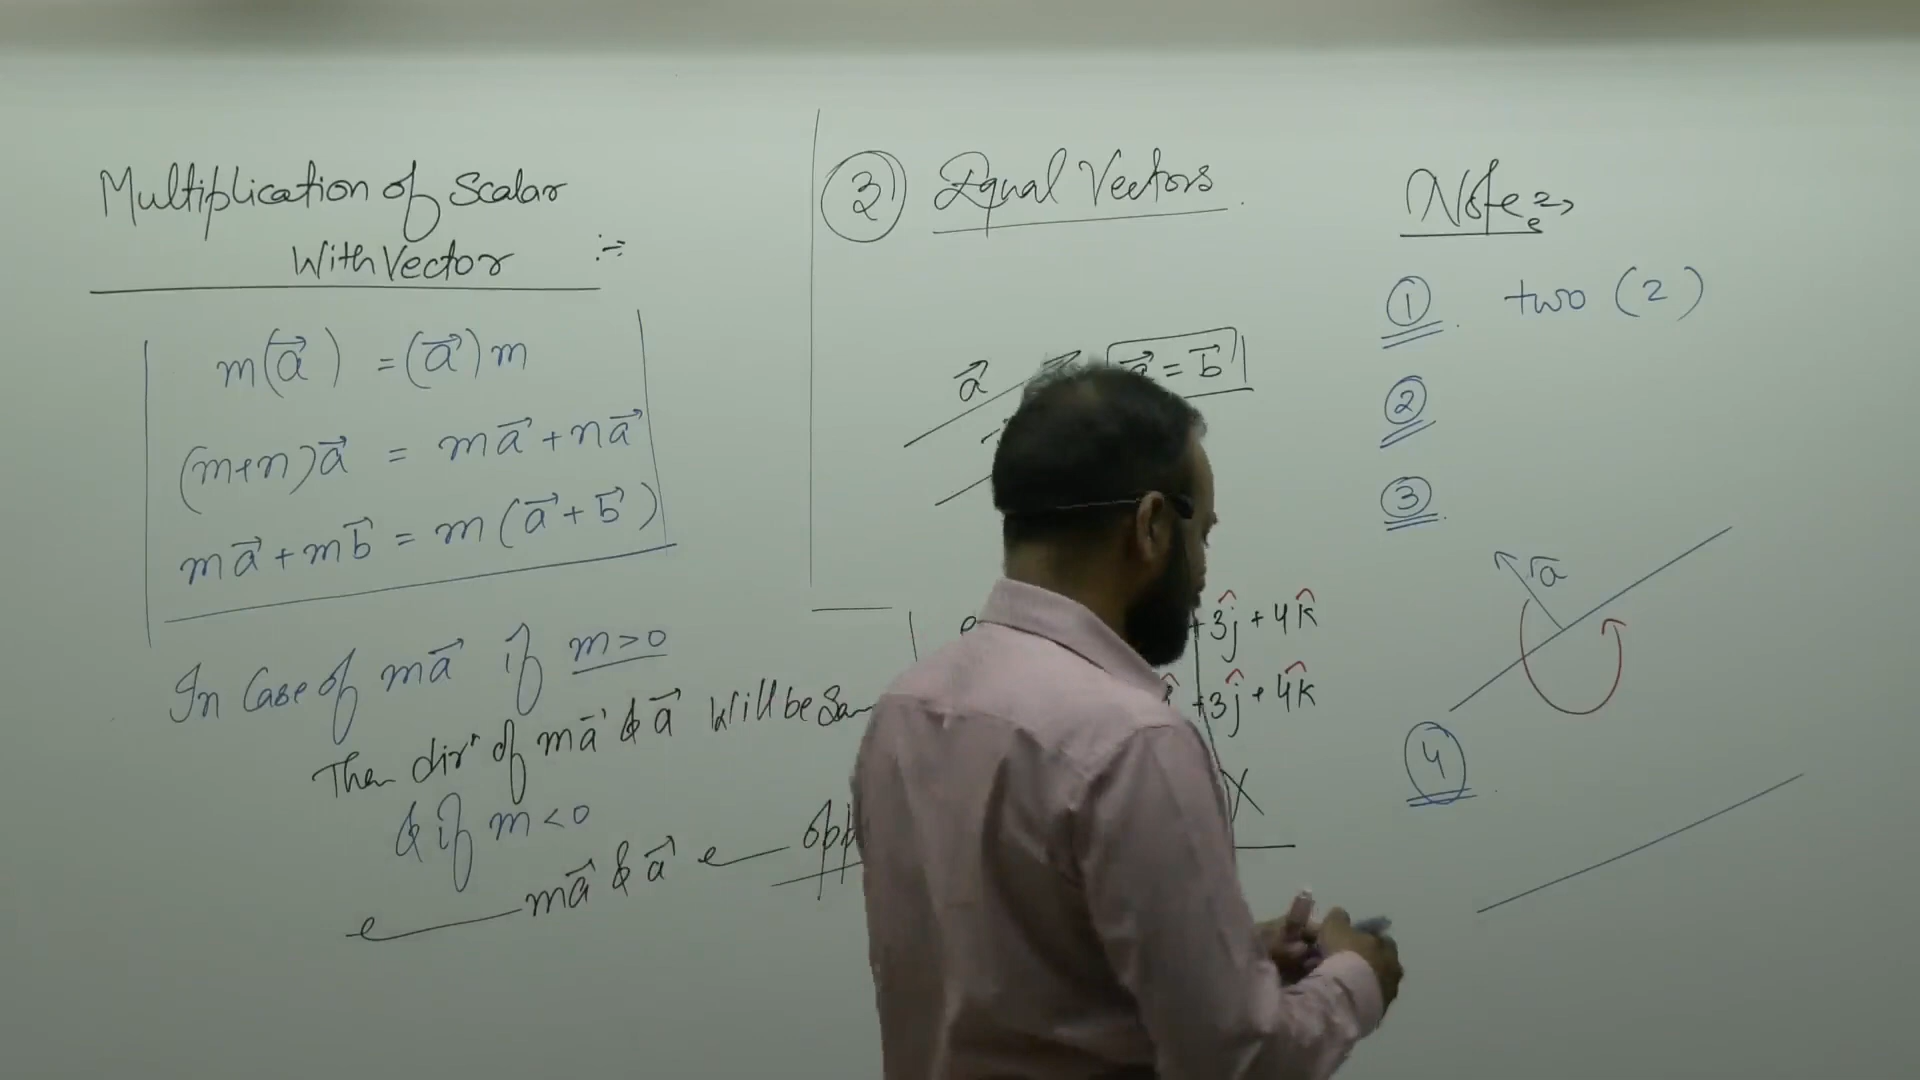 Multiplication of Scalar
With Vector :-
m(a⃗) = (a⃗)m
(m+n)a⃗ = ma⃗ + na⃗
ma⃗ + mb⃗ = m(a⃗ + b⃗)
In Case of ma⃗ if m>0
Then dirⁿ of ma⃗ & a⃗ Will be Sa
& if m<0
ma⃗ & a⃗ opp
③ Equal Vectors
a⃗
a⃗ = b⃗
+3ĵ + 4k̂
+3ĵ + 4k̂
Note
① two (2)
②
③
a⃗
④